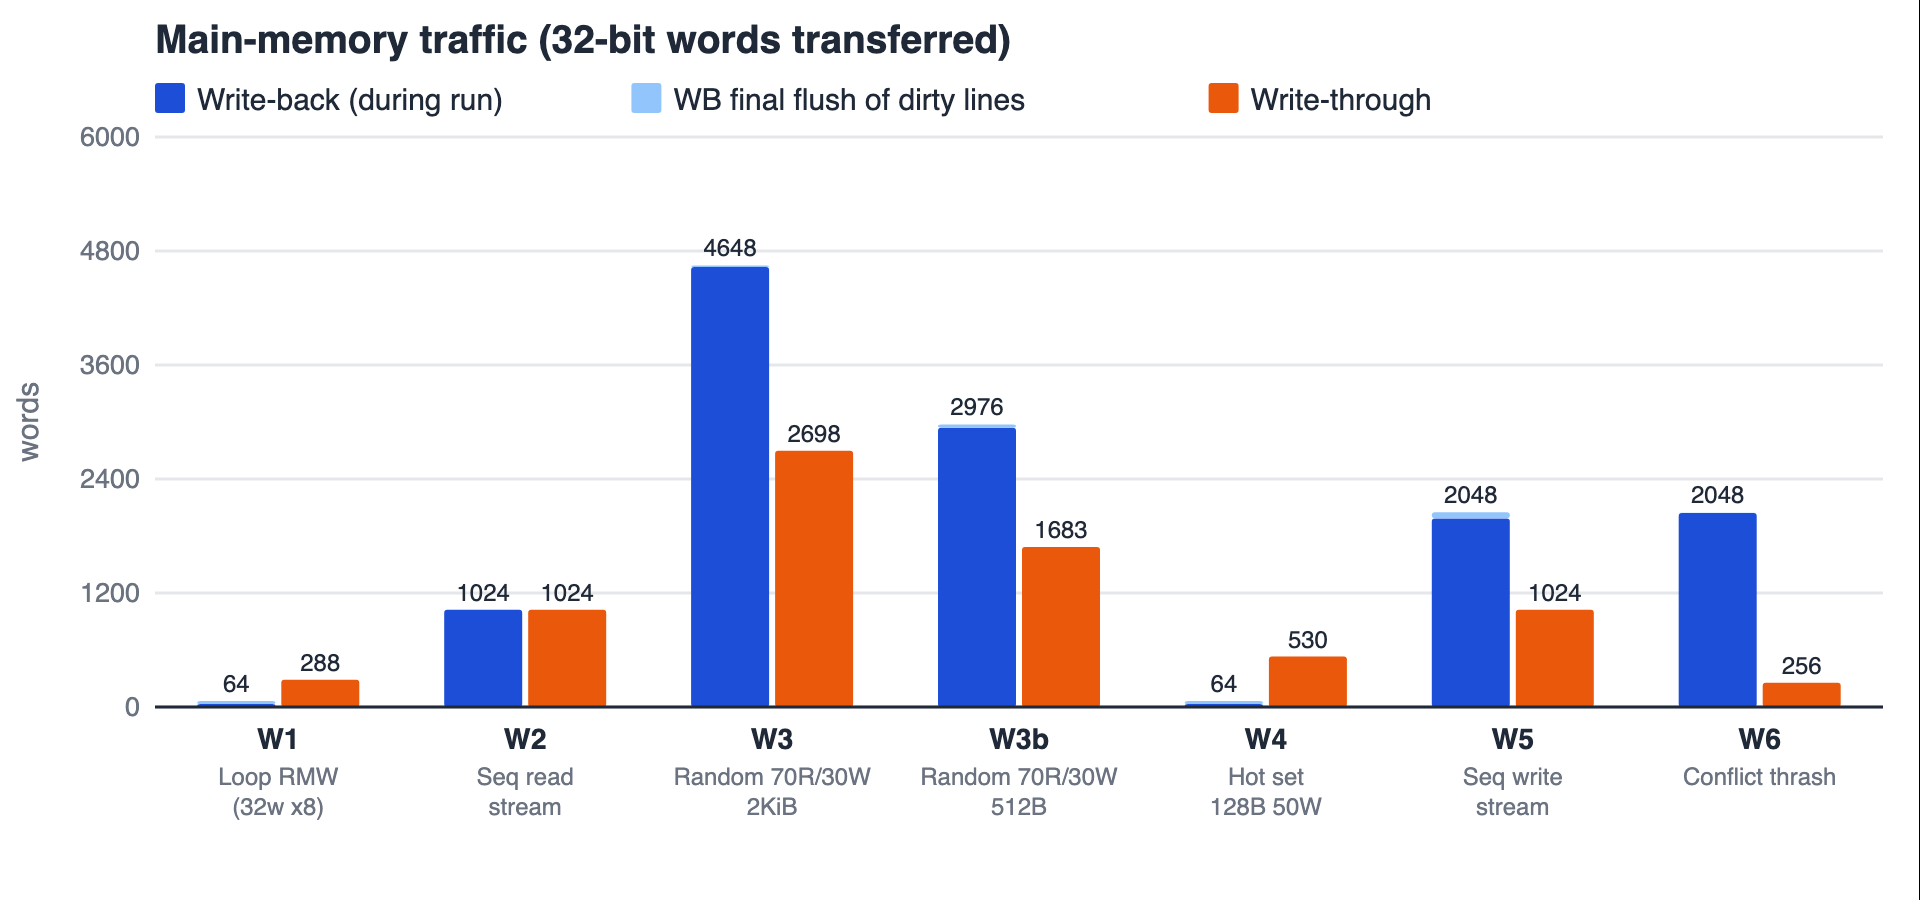 Main-memory traffic (32-bit words transferred)
Write-back (during run)
WB final flush of dirty lines
Write-through
6000
4800
3600
2400
1200
0
words
4648
2698
2976
1683
2048
1024
2048
256
1024
1024
64
288
64
530
W1
W2
W3
W3b
W4
W5
W6
Loop RMW
(32w x8)
Seq read
stream
Random 70R/30W
2KiB
Random 70R/30W
512B
Hot set
128B 50W
Seq write
stream
Conflict thrash